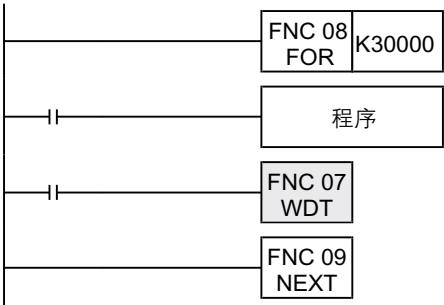 FNC 08
FOR
K30000
程序
FNC 07
WDT
FNC 09
NEXT